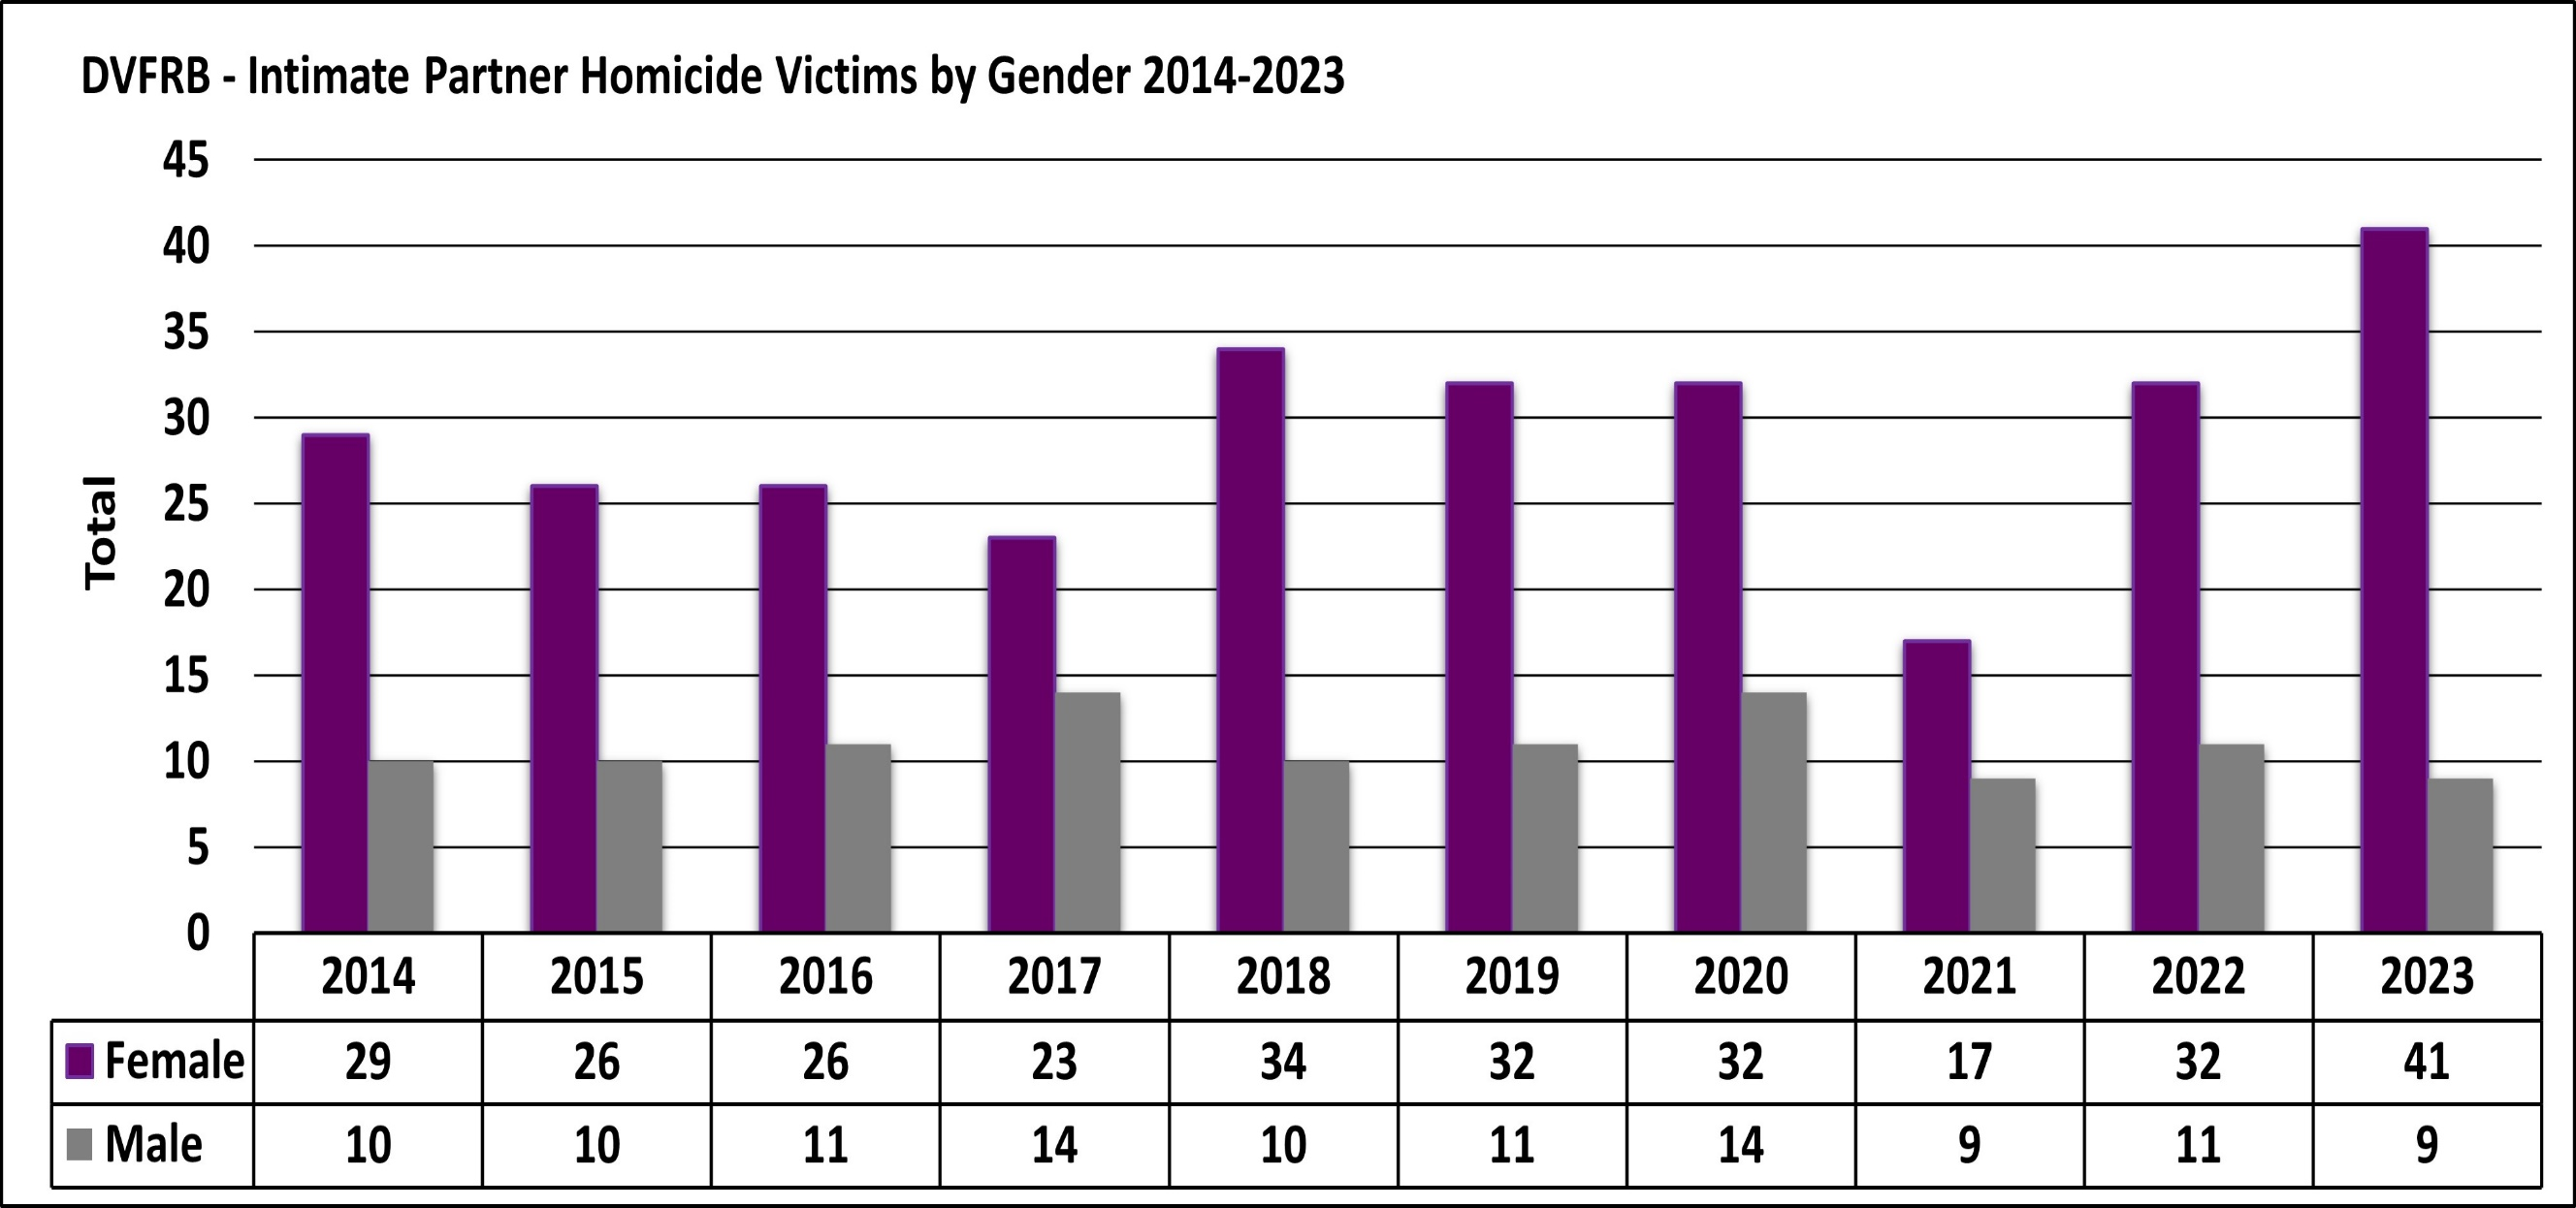 DVFRB - Intimate Partner Homicide Victims by Gender 2014-2023
45
40
35
30
25
20
15
10
5
0
Total
2014 2015 2016 2017 2018 2019 2020 2021 2022 2023
Female 29 26 26 23 34 32 32 17 32 41
Male 10 10 11 14 10 11 14 9 11 9